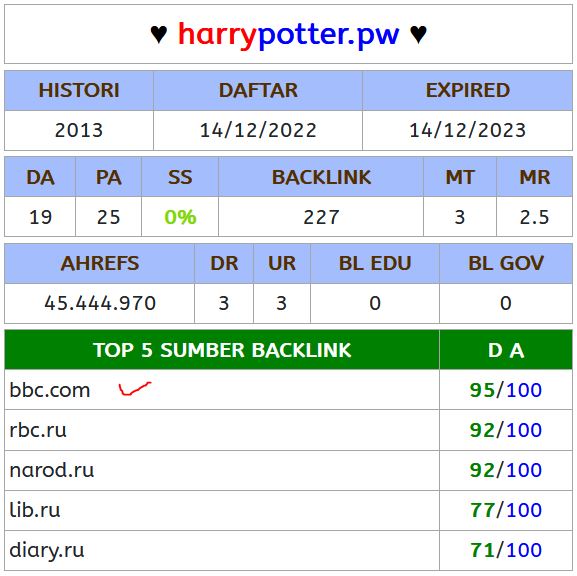 ♥ harrypotter.pw ♥
HISTORI DAFTAR EXPIRED
2013 14/12/2022 14/12/2023
DA PA SS BACKLINK MT MR
19 25 0% 227 3 2.5
AHREFS DR UR BL EDU BL GOV
45.444.970 3 3 0 0
TOP 5 SUMBER BACKLINK D A
bbc.com 95/100
rbc.ru 92/100
narod.ru 92/100
lib.ru 77/100
diary.ru 71/100